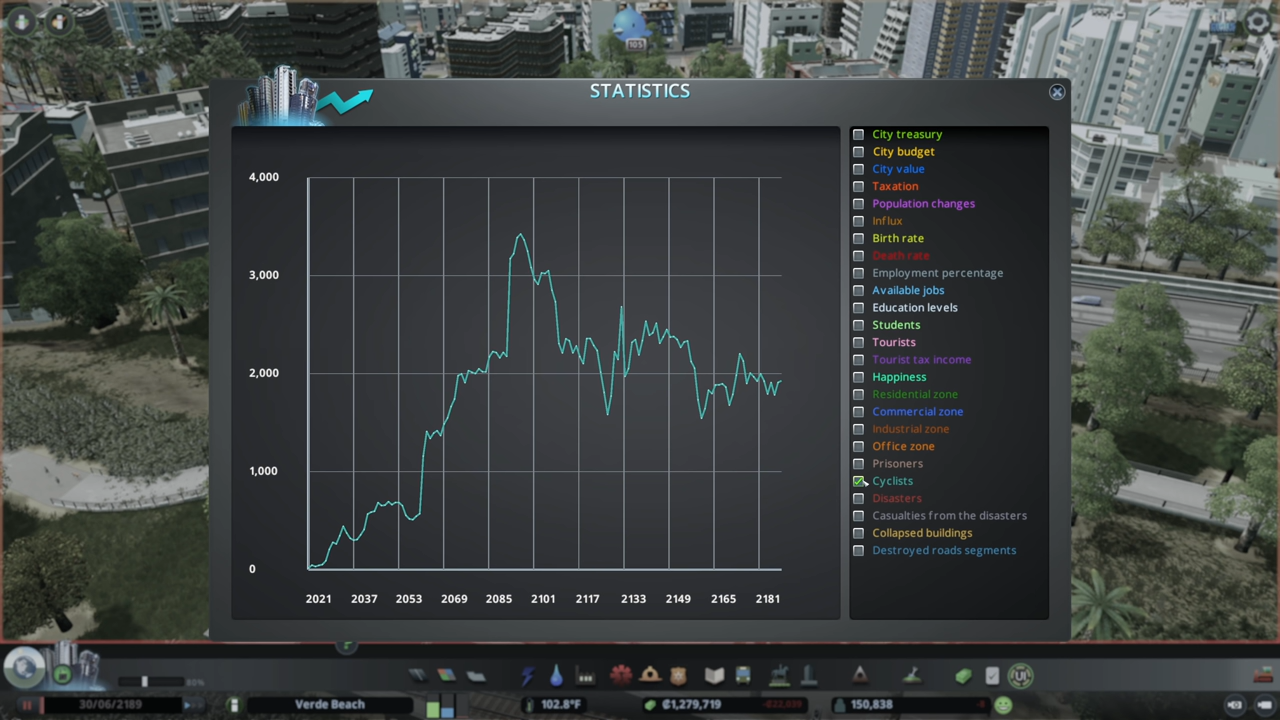 105
STATISTICS
4,000
3,000
2,000
1,000
0
2021 2037 2053 2069 2085 2101 2117 2133 2149 2165 2181
City treasury
City budget
City value
Taxation
Population changes
Influx
Birth rate
Death rate
Employment percentage
Available jobs
Education levels
Students
Tourists
Tourist tax income
Happiness
Residential zone
Commercial zone
Industrial zone
Office zone
Prisoners
Cyclists
Disasters
Casualties from the disasters
Collapsed buildings
Destroyed roads segments
80%
30/06/2189 Verde Beach 102.8°F ₡1,279,719 -₡22,039 150,838